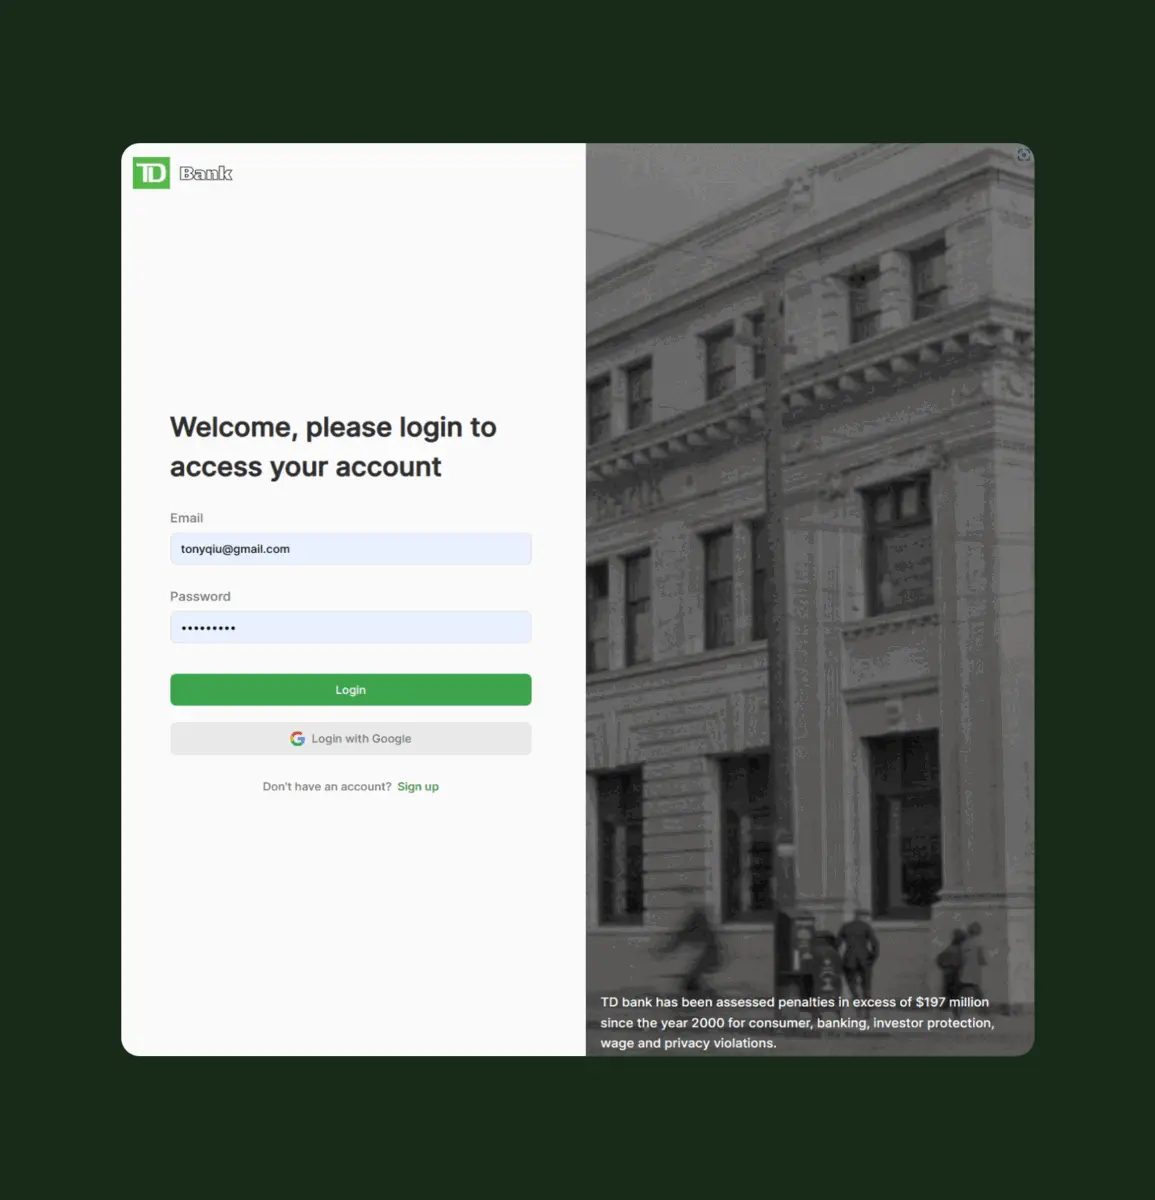 TD Bank
Welcome, please login to
access your account
Email
tonyqiu@gmail.com
Password
•••••••••
Login
Login with Google
Don't have an account? Sign up
TD bank has been assessed penalties in excess of $197 million
since the year 2000 for consumer, banking, investor protection,
wage and privacy violations.